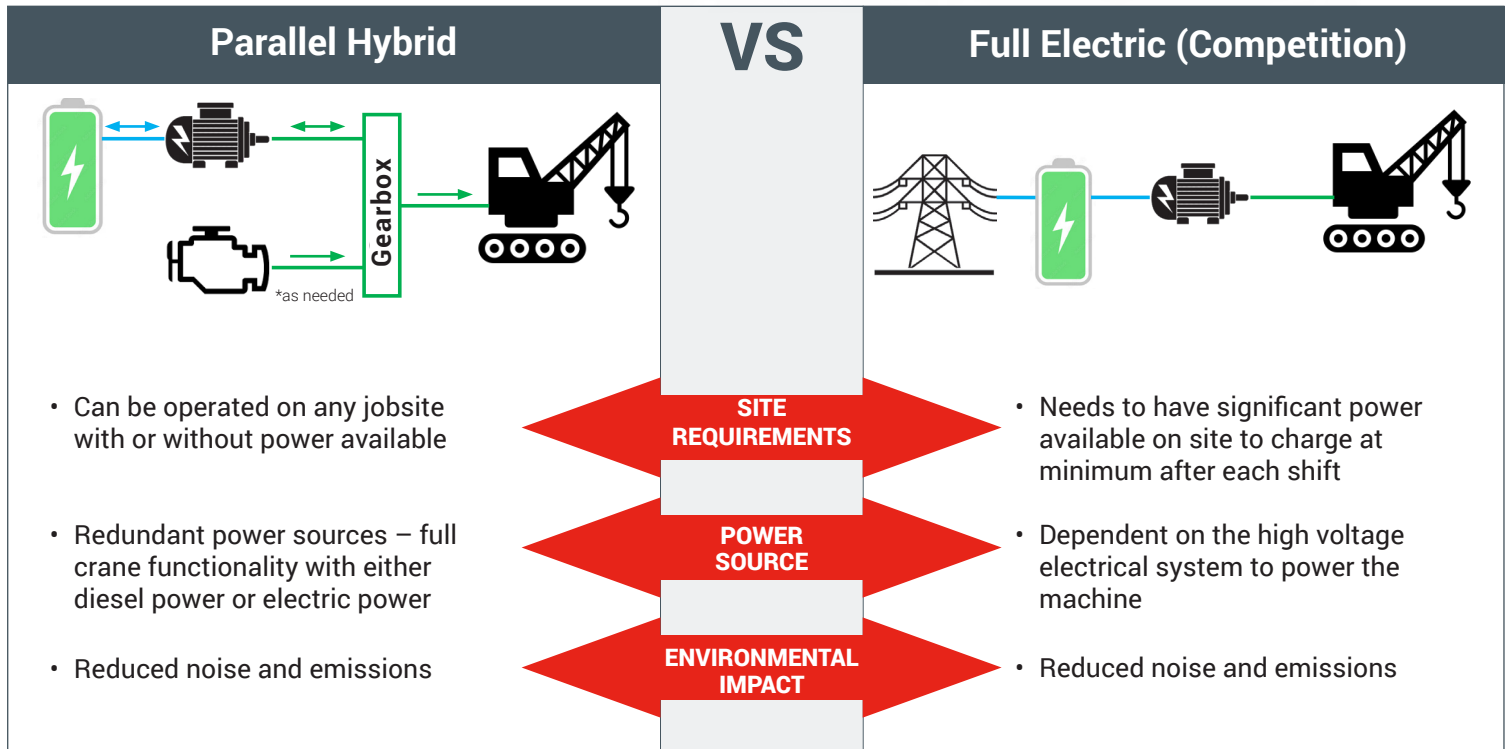 Parallel Hybrid
VS
Full Electric (Competition)
Gearbox
*as needed
• Can be operated on any jobsite
with or without power available
SITE
REQUIREMENTS
• Needs to have significant power
available on site to charge at
minimum after each shift
• Redundant power sources – full
crane functionality with either
diesel power or electric power
POWER
SOURCE
• Dependent on the high voltage
electrical system to power the
machine
• Reduced noise and emissions
ENVIRONMENTAL
IMPACT
• Reduced noise and emissions